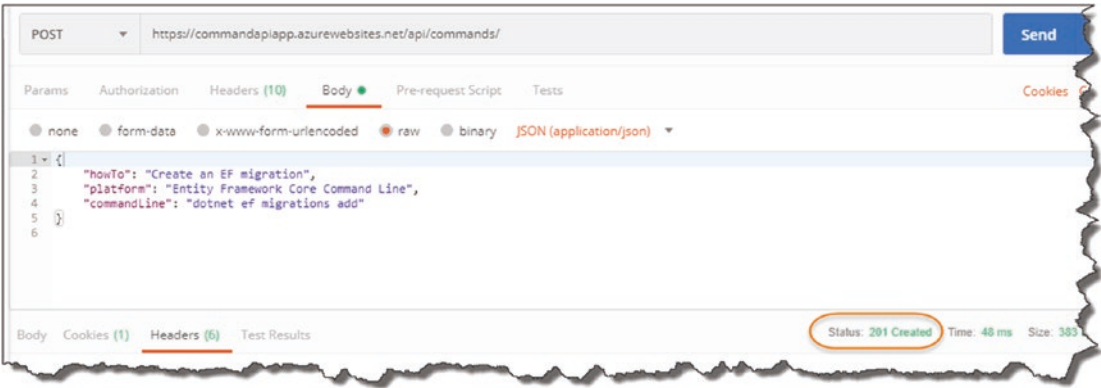 POST https://commandapiapp.azurewebsites.net/api/commands/ Send
Params Authorization Headers (10) Body Pre-request Script Tests Cookies
none form-data x-www-form-urlencoded raw binary JSON (application/json)
1 {
2 "howTo": "Create an EF migration",
3 "platform": "Entity Framework Core Command Line",
4 "commandLine": "dotnet ef migrations add"
5 }
6
Body Cookies (1) Headers (6) Test Results Status: 201 Created Time: 48 ms Size: 383